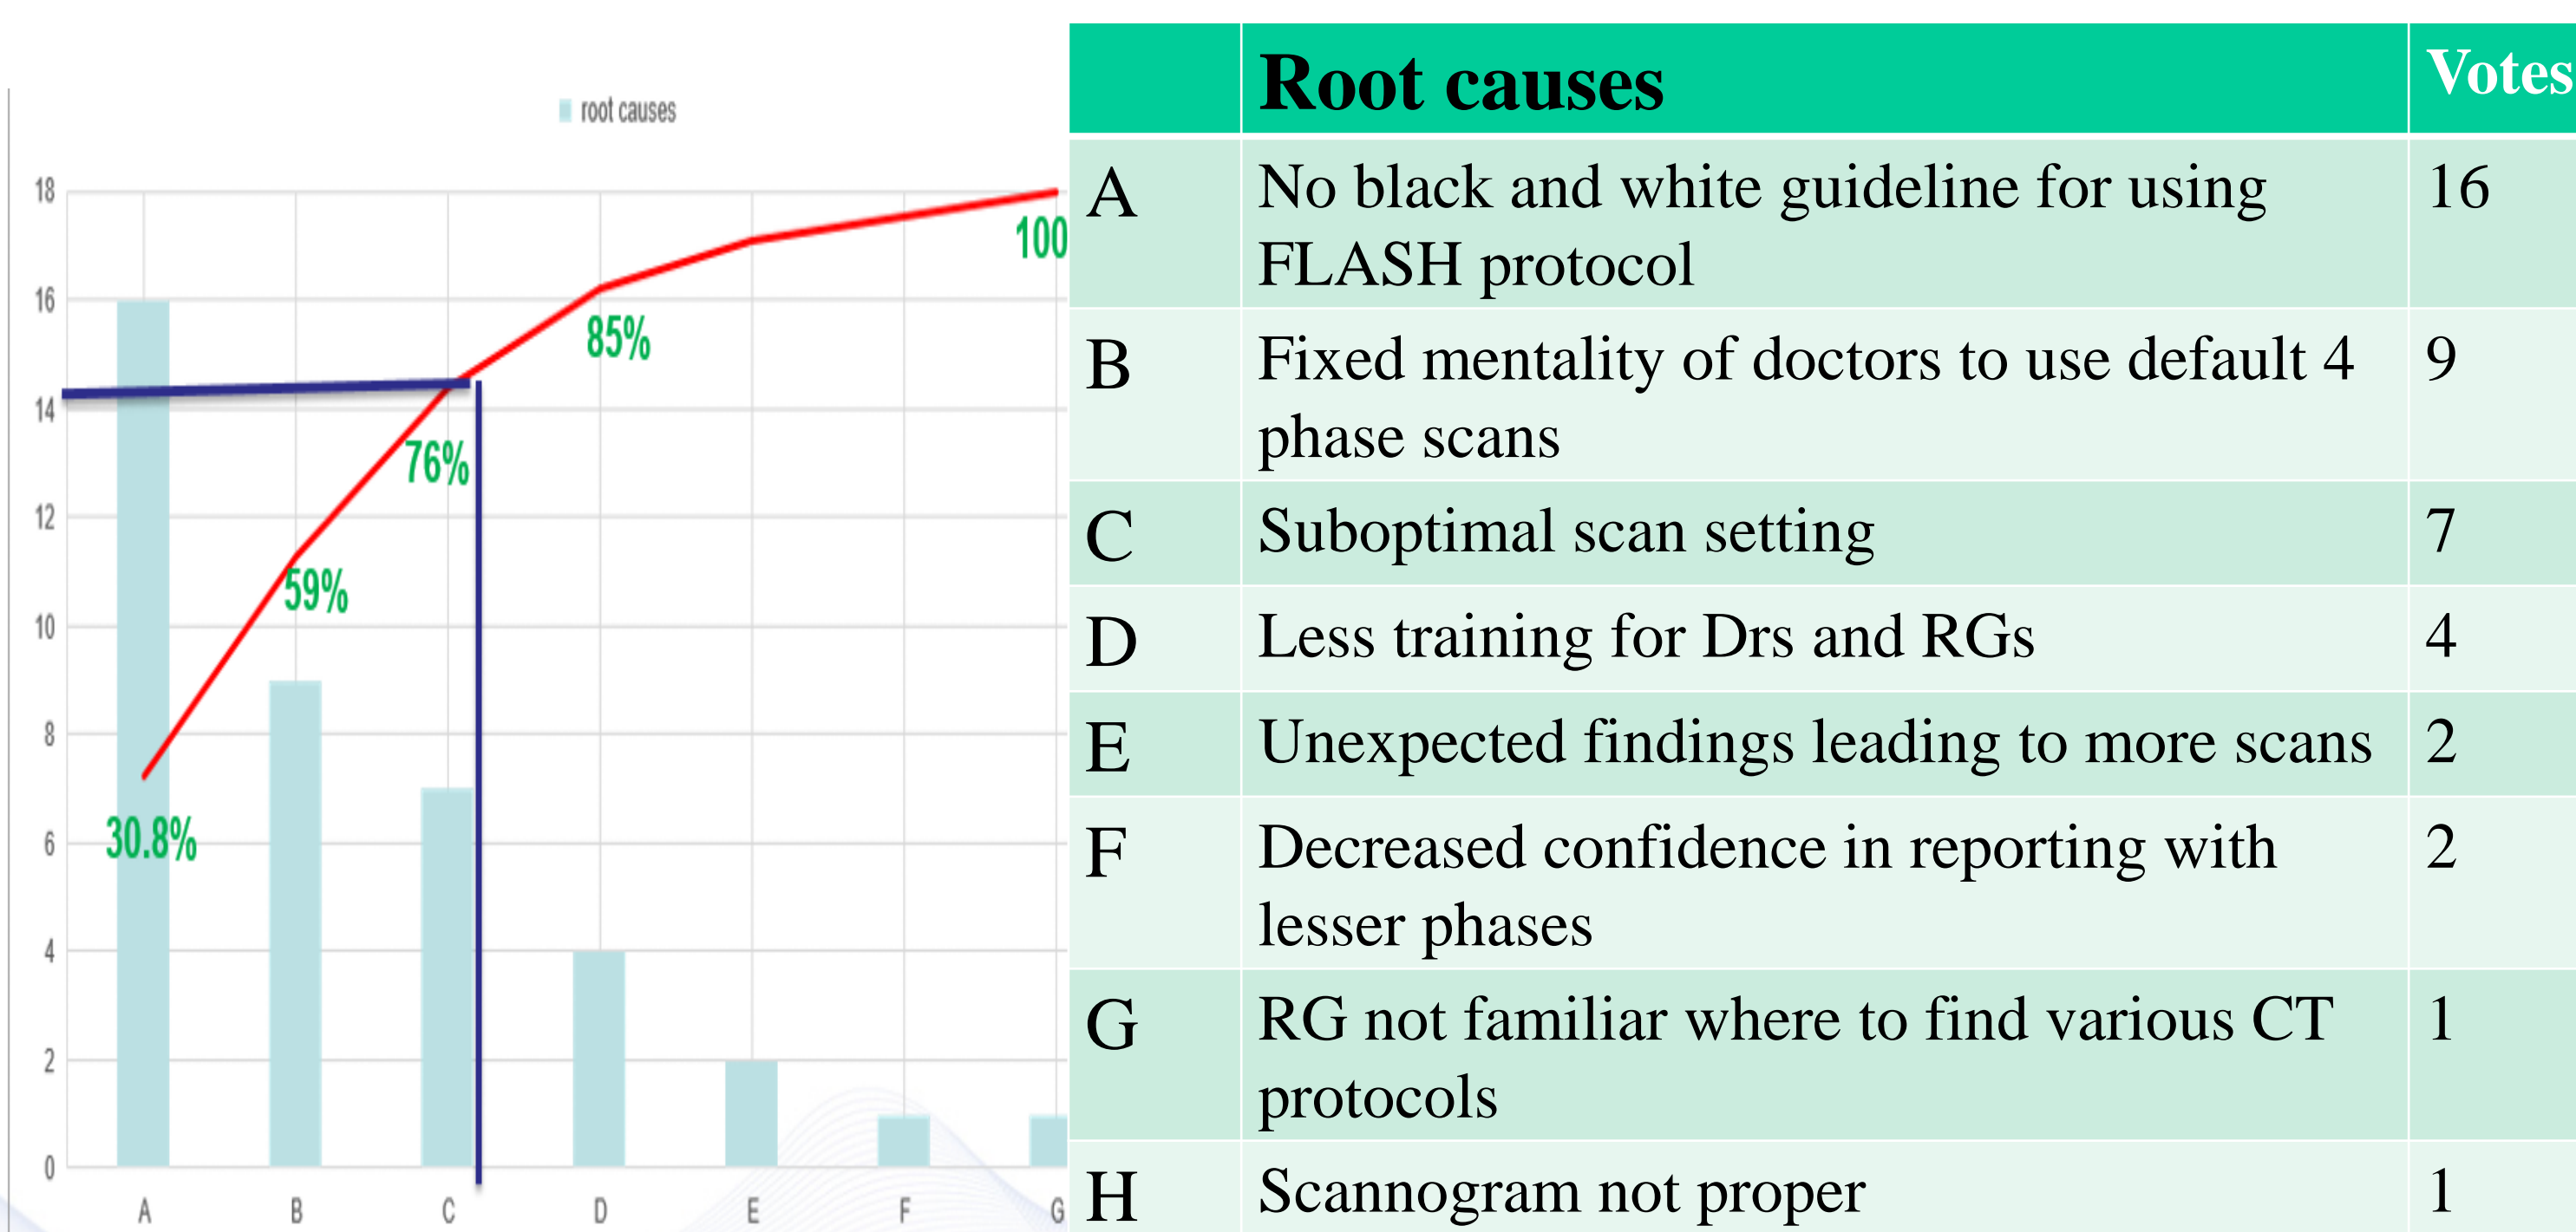 root causes
18
16
14
12
10
8
6
4
2
0
30.8%
59%
76%
85%
100
A B C D E F G
Root causes Votes
A No black and white guideline for using 16
FLASH protocol
B Fixed mentality of doctors to use default 4 9
phase scans
C Suboptimal scan setting 7
D Less training for Drs and RGs 4
E Unexpected findings leading to more scans 2
F Decreased confidence in reporting with 2
lesser phases
G RG not familiar where to find various CT 1
protocols
H Scannogram not proper 1